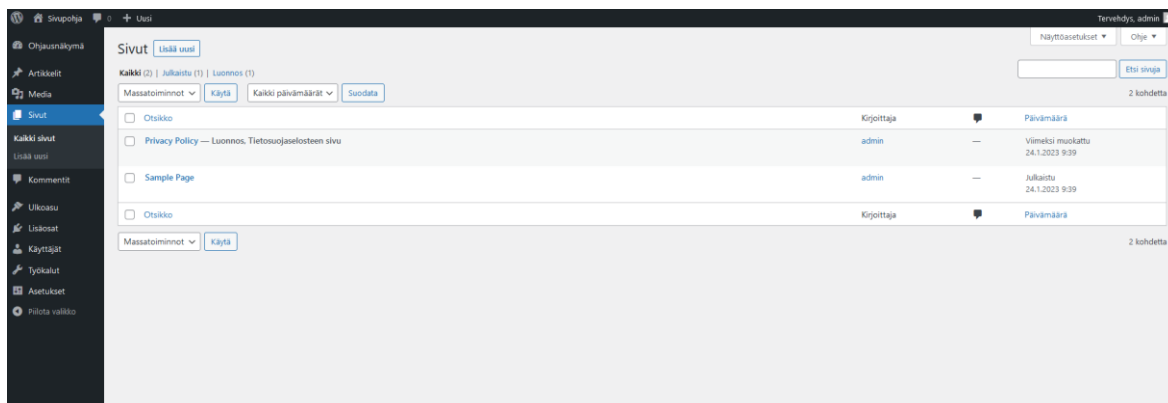 Sivupohja 0 Uusi Tervehdys, admin
Näyttöasetukset Ohje
Ohjausnäkymä
Artikkelit
Media
Sivut
Kaikki sivut
Lisää uusi
Kommentit
Ulkoasu
Lisäosat
Käyttäjät
Työkalut
Asetukset
Piilota valikko
Sivut Lisää uusi
Kaikki (2) | Julkaistu (1) | Luonnos (1)
Etsi sivuja
Massatoiminnot Käytä Kaikki päivämäärät Suodata 2 kohdetta
Otsikko Kirjoittaja Päivämäärä
Privacy Policy — Luonnos, Tietosuojaselosteen sivu admin — Viimeksi muokattu
24.1.2023 9:39
Sample Page admin — Julkaistu
24.1.2023 9:39
Otsikko Kirjoittaja Päivämäärä
Massatoiminnot Käytä 2 kohdetta